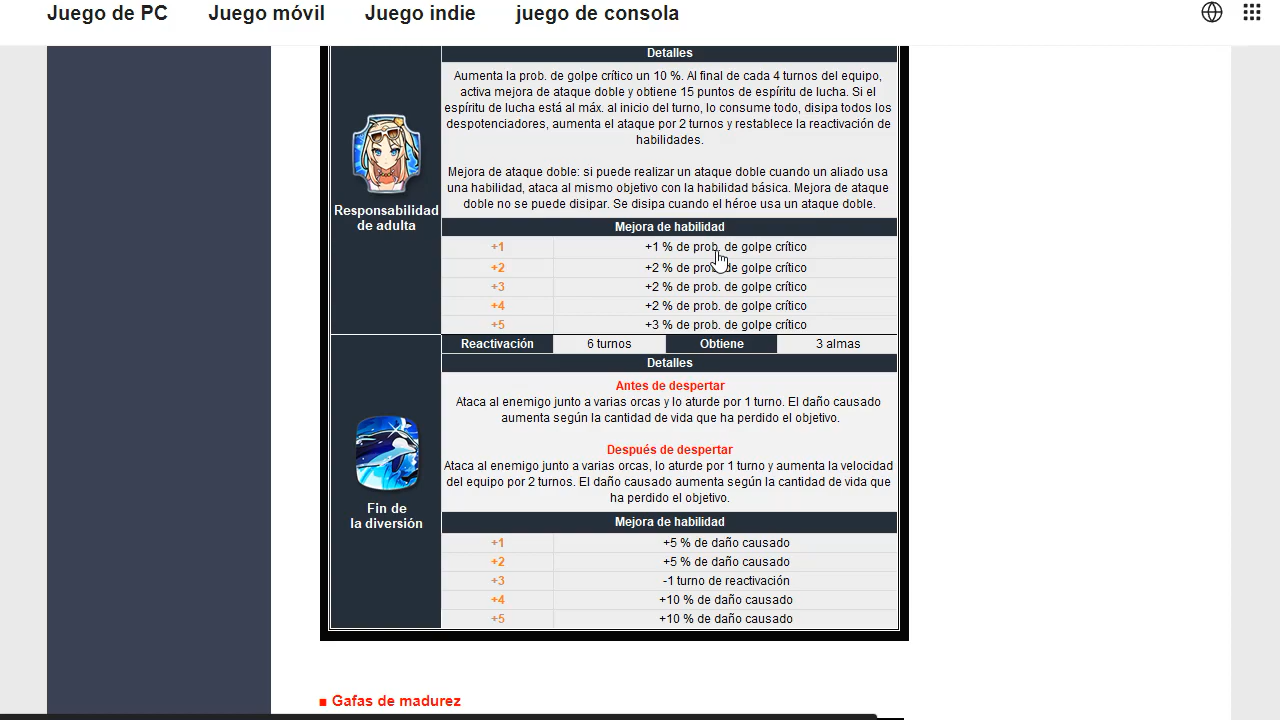 Juego de PC Juego móvil Juego indie juego de consola
Detalles
Aumenta la prob. de golpe crítico un 10 %. Al final de cada 4 turnos del equipo,
activa mejora de ataque doble y obtiene 15 puntos de espíritu de lucha. Si el
espíritu de lucha está al máx. al inicio del turno, lo consume todo, disipa todos los
despotenciadores, aumenta el ataque por 2 turnos y restablece la reactivación de
habilidades.
Mejora de ataque doble: si puede realizar un ataque doble cuando un aliado usa
una habilidad, ataca al mismo objetivo con la habilidad básica. Mejora de ataque
doble no se puede disipar. Se disipa cuando el héroe usa un ataque doble.
Responsabilidad
de adulta
Mejora de habilidad
+1 +1 % de prob. de golpe crítico
+2 +2 % de prob. de golpe crítico
+3 +2 % de prob. de golpe crítico
+4 +2 % de prob. de golpe crítico
+5 +3 % de prob. de golpe crítico
Reactivación 6 turnos Obtiene 3 almas
Detalles
Antes de despertar
Ataca al enemigo junto a varias orcas y lo aturde por 1 turno. El daño causado
aumenta según la cantidad de vida que ha perdido el objetivo.
Después de despertar
Ataca al enemigo junto a varias orcas, lo aturde por 1 turno y aumenta la velocidad
del equipo por 2 turnos. El daño causado aumenta según la cantidad de vida que
ha perdido el objetivo.
Fin de
la diversión
Mejora de habilidad
+1 +5 % de daño causado
+2 +5 % de daño causado
+3 -1 turno de reactivación
+4 +10 % de daño causado
+5 +10 % de daño causado
■ Gafas de madurez